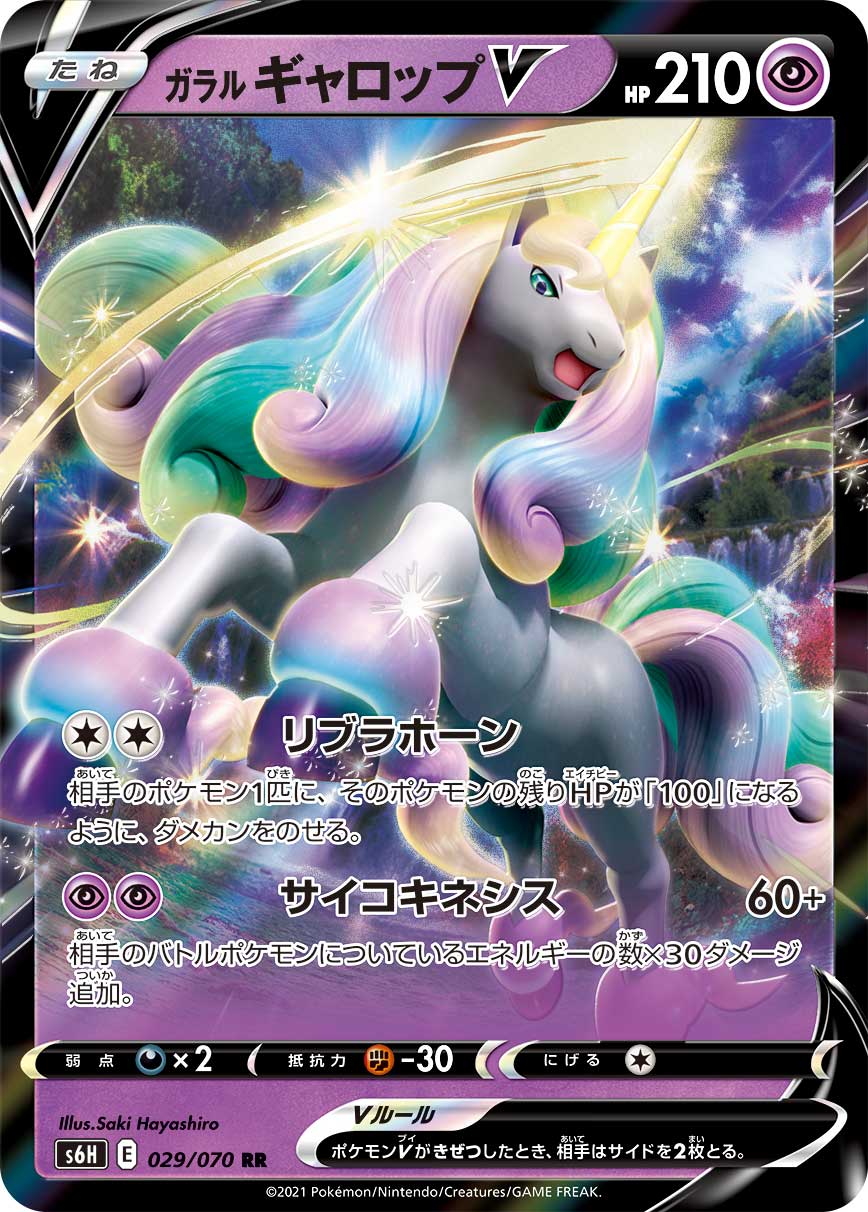 たね
ガラル ギャロップV HP 210
リブラホーン
相手のポケモン1匹に、そのポケモンの残りHPが「100」になる
ように、ダメカンをのせる。
サイコキネシス 60+
相手のバトルポケモンについているエネルギーの数×30ダメージ
追加。
弱点 ×2 抵抗力 -30 にげる
Illus.Saki Hayashiro
Vルール
ポケモンVがきぜつしたとき、相手はサイドを2枚とる。
s6H E 029/070 RR
©2021 Pokémon/Nintendo/Creatures/GAME FREAK.